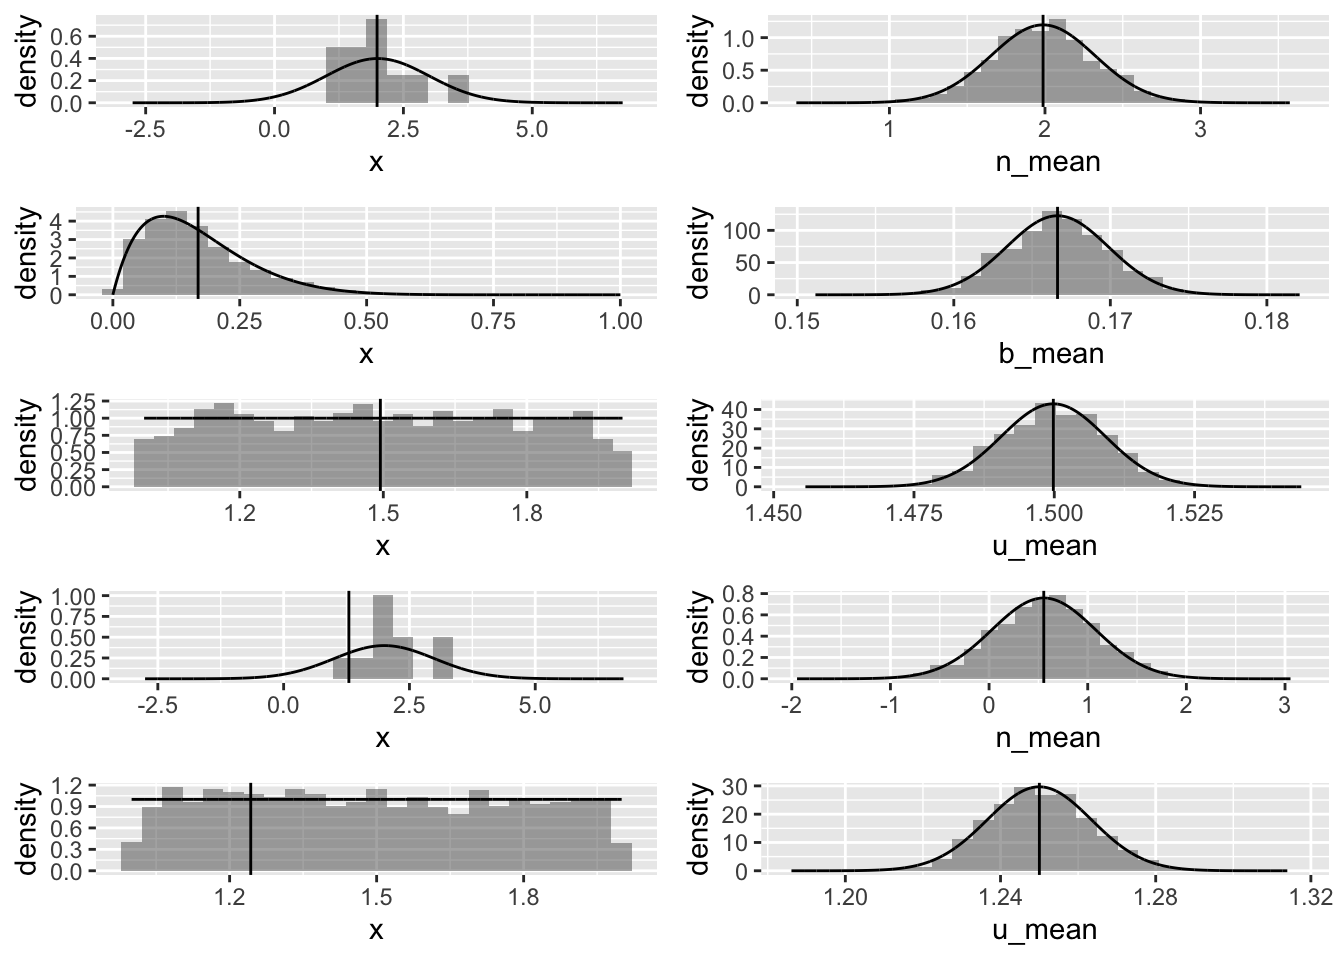 density
0.6
0.4
0.2
0.0
-2.5 0.0 2.5 5.0
x
density
1.0
0.5
0.0
1 2 3
n_mean
density
4
3
2
1
0
0.00 0.25 0.50 0.75 1.00
x
density
100
50
0
0.15 0.16 0.17 0.18
b_mean
density
1.25
1.00
0.75
0.50
0.25
0.00
1.2 1.5 1.8
x
density
40
30
20
10
0
1.450 1.475 1.500 1.525
u_mean
density
1.00
0.75
0.50
0.25
0.00
-2.5 0.0 2.5 5.0
x
density
0.8
0.6
0.4
0.2
0.0
-2 -1 0 1 2 3
n_mean
density
1.2
0.9
0.6
0.3
0.0
1.2 1.5 1.8
x
density
30
20
10
0
1.20 1.24 1.28 1.32
u_mean